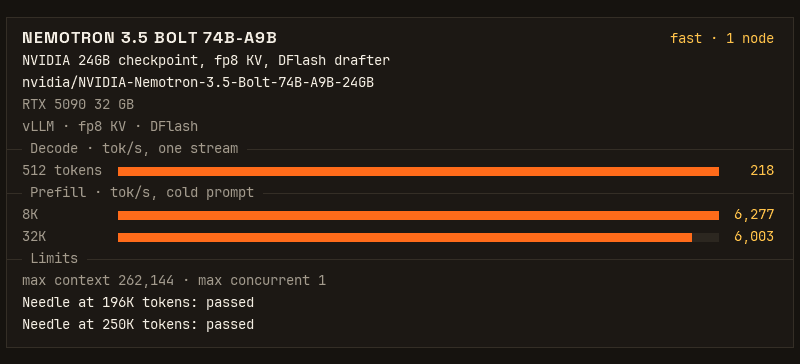 NEMOTRON 3.5 BOLT 74B-A9B fast · 1 node
NVIDIA 24GB checkpoint, fp8 KV, DFlash drafter
nvidia/NVIDIA-Nemotron-3.5-Bolt-74B-A9B-24GB
RTX 5090 32 GB
vLLM · fp8 KV · DFlash
Decode · tok/s, one stream
512 tokens 218
Prefill · tok/s, cold prompt
8K 6,277
32K 6,003
Limits
max context 262,144 · max concurrent 1
Needle at 196K tokens: passed
Needle at 250K tokens: passed